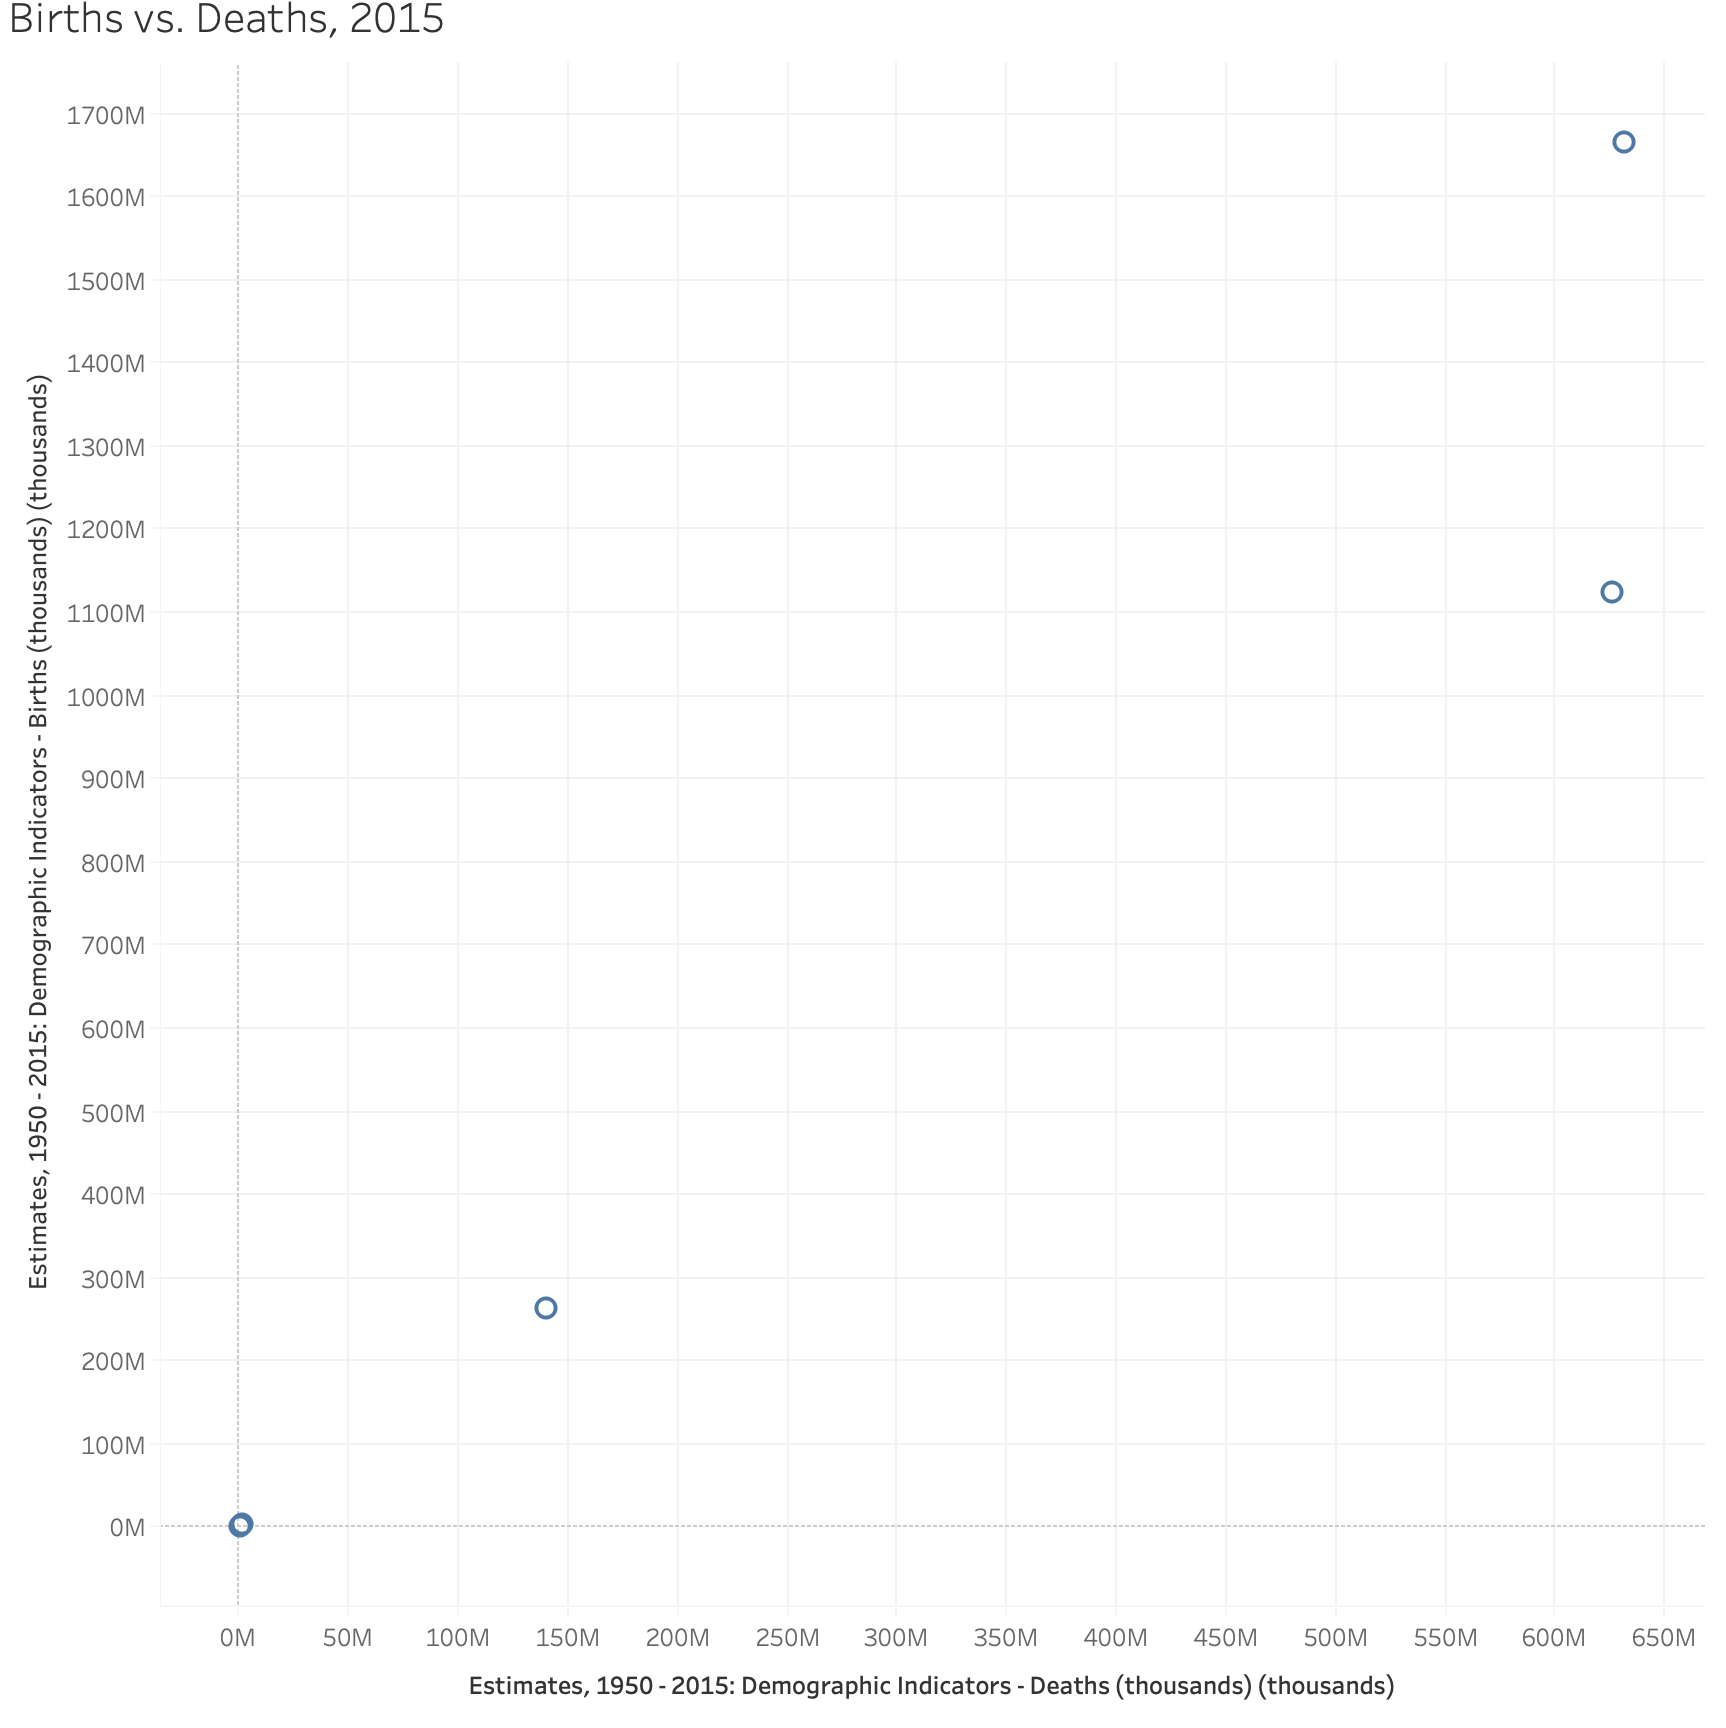 Births vs. Deaths, 2015
1700M
1600M
1500M
1400M
1300M
1200M
1100M
1000M
900M
800M
700M
600M
500M
400M
300M
200M
100M
0M
Estimates, 1950 - 2015: Demographic Indicators - Births (thousands) (thousands)
0M 50M 100M 150M 200M 250M 300M 350M 400M 450M 500M 550M 600M 650M
Estimates, 1950 - 2015: Demographic Indicators - Deaths (thousands) (thousands)